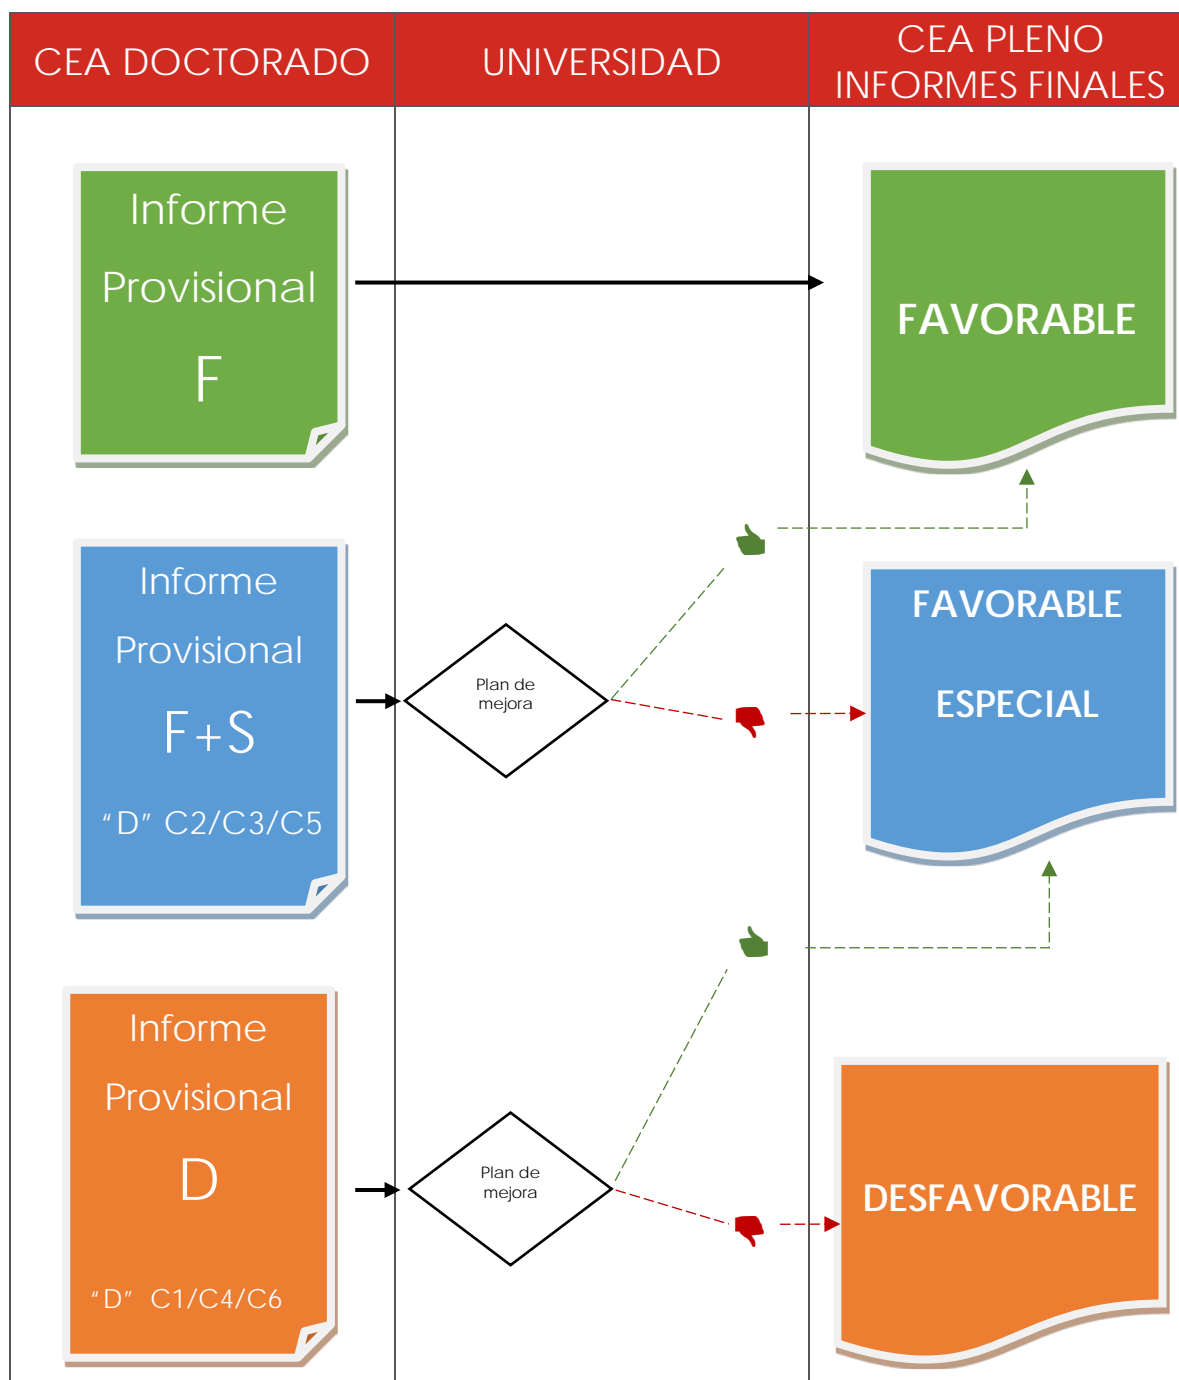 CEA DOCTORADO
UNIVERSIDAD
CEA PLENO
INFORMES FINALES
Informe
Provisional
F
FAVORABLE
Informe
Provisional
F+S
"D" C2/C3/C5
Plan de
mejora
FAVORABLE
ESPECIAL
Informe
Provisional
D
"D" C1/C4/C6
Plan de
mejora
DESFAVORABLE